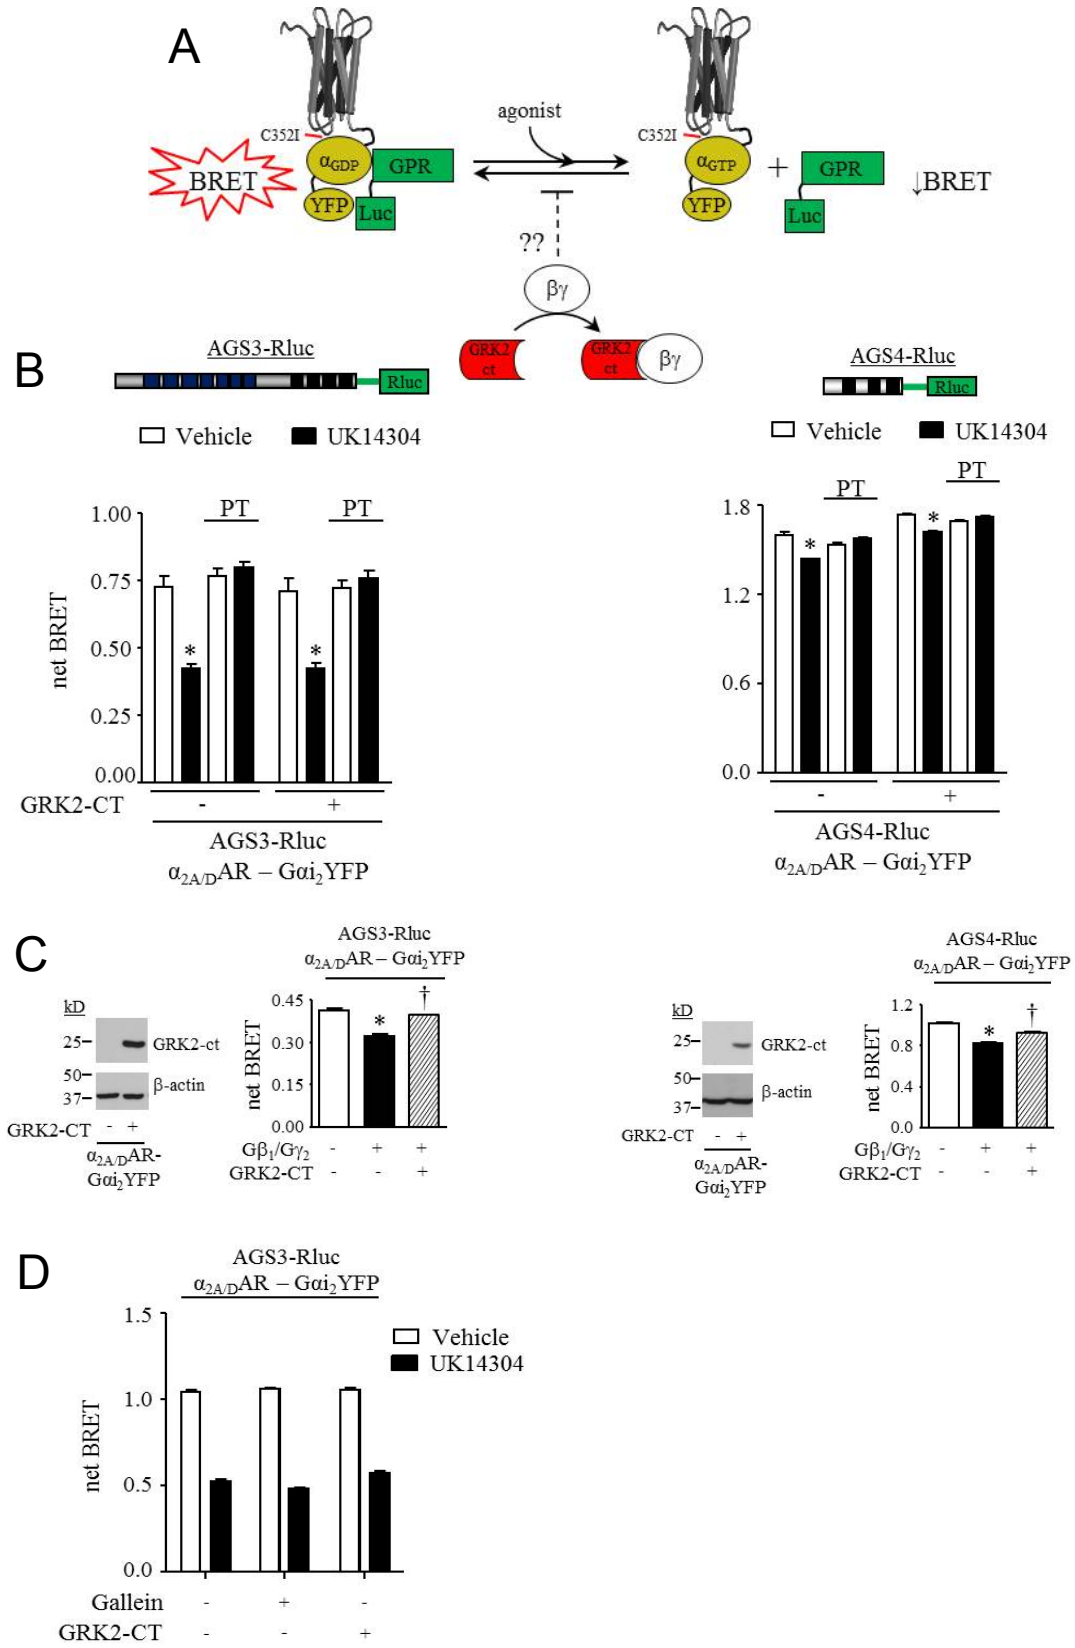 A
agonist
C352I
C352I
αGDP
GPR
αGTP
+
GPR
BRET
↓BRET
YFP
Luc
YFP
Luc
??
βγ
GRK2 ct
GRK2 ct
βγ
B
AGS3-Rluc
Rluc
Vehicle
UK14304
PT
PT
1.00
0.75
0.50
0.25
0.00
net BRET
*
*
GRK2-CT
-
+
AGS3-Rluc
α2A/DAR – Gαi2YFP
AGS4-Rluc
Rluc
Vehicle
UK14304
PT
PT
1.8
1.2
0.6
0.0
net BRET
*
*
-
+
AGS4-Rluc
α2A/DAR – Gαi2YFP
C
kD
25–
GRK2-ct
50–
37–
β-actin
GRK2-CT - +
α2A/DAR-
Gαi2YFP
AGS3-Rluc
α2A/DAR – Gαi2YFP
0.45
0.30
0.15
0.00
net BRET
*
†
Gβ1/Gγ2 - + +
GRK2-CT +
kD
25–
GRK2-ct
50–
37–
β-actin
GRK2-CT - +
α2A/DAR-
Gαi2YFP
AGS4-Rluc
α2A/DAR – Gαi2YFP
1.2
0.8
0.4
0.0
net BRET
*
†
Gβ1/Gγ2 - + +
GRK2-CT - - +
D
AGS3-Rluc
α2A/DAR – Gαi2YFP
Vehicle
UK14304
1.5
1.0
0.5
0.0
net BRET
Gallein - + -
GRK2-CT - - +